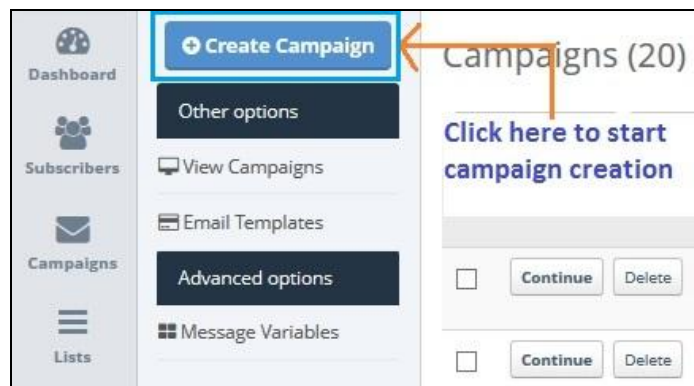 Dashboard
Subscribers
Campaigns
Lists
Create Campaign
Other options
View Campaigns
Email Templates
Advanced options
Message Variables
Campaigns (20)
Click here to start
campaign creation
Continue Delete
Continue Delete